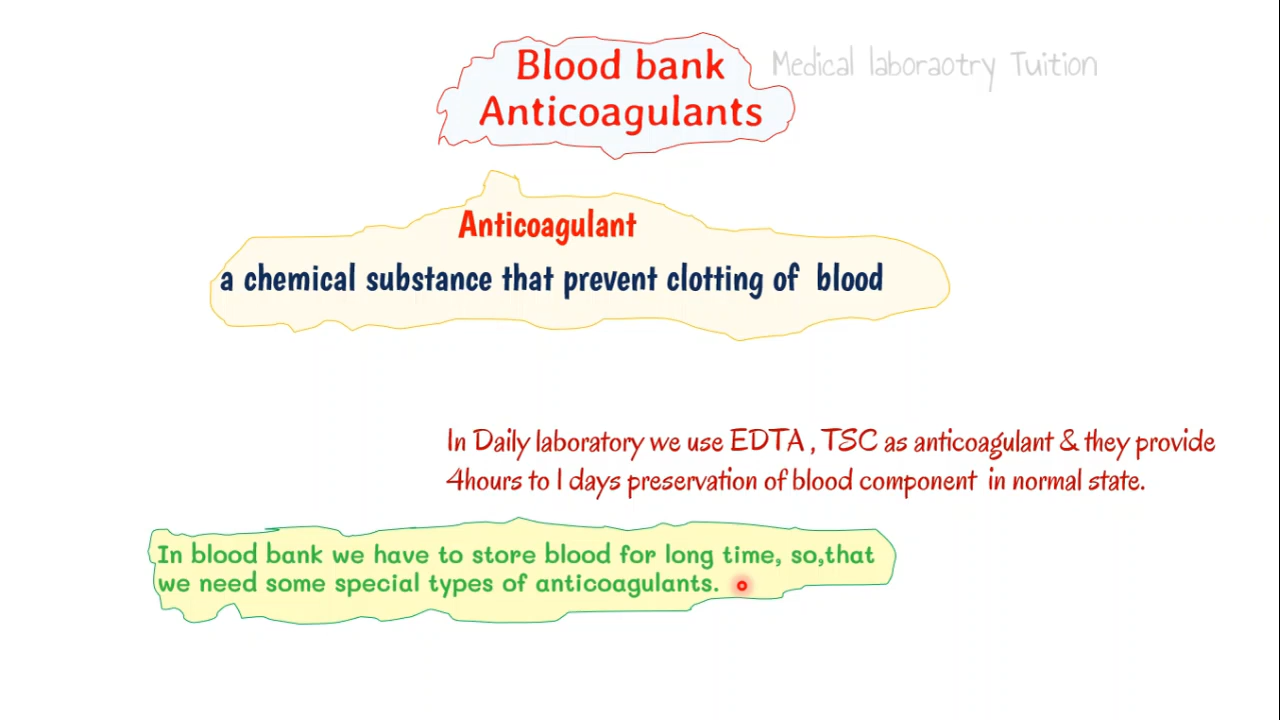 Blood bank
Medical laboraotry Tuition
Anticoagulants
Anticoagulant
a chemical substance that prevent clotting of blood
In Daily laboratory we use EDTA , TSC as anticoagulant & they provide
4hours to 1 days preservation of blood component in normal state.
In blood bank we have to store blood for long time, so,that
we need some special types of anticoagulants.